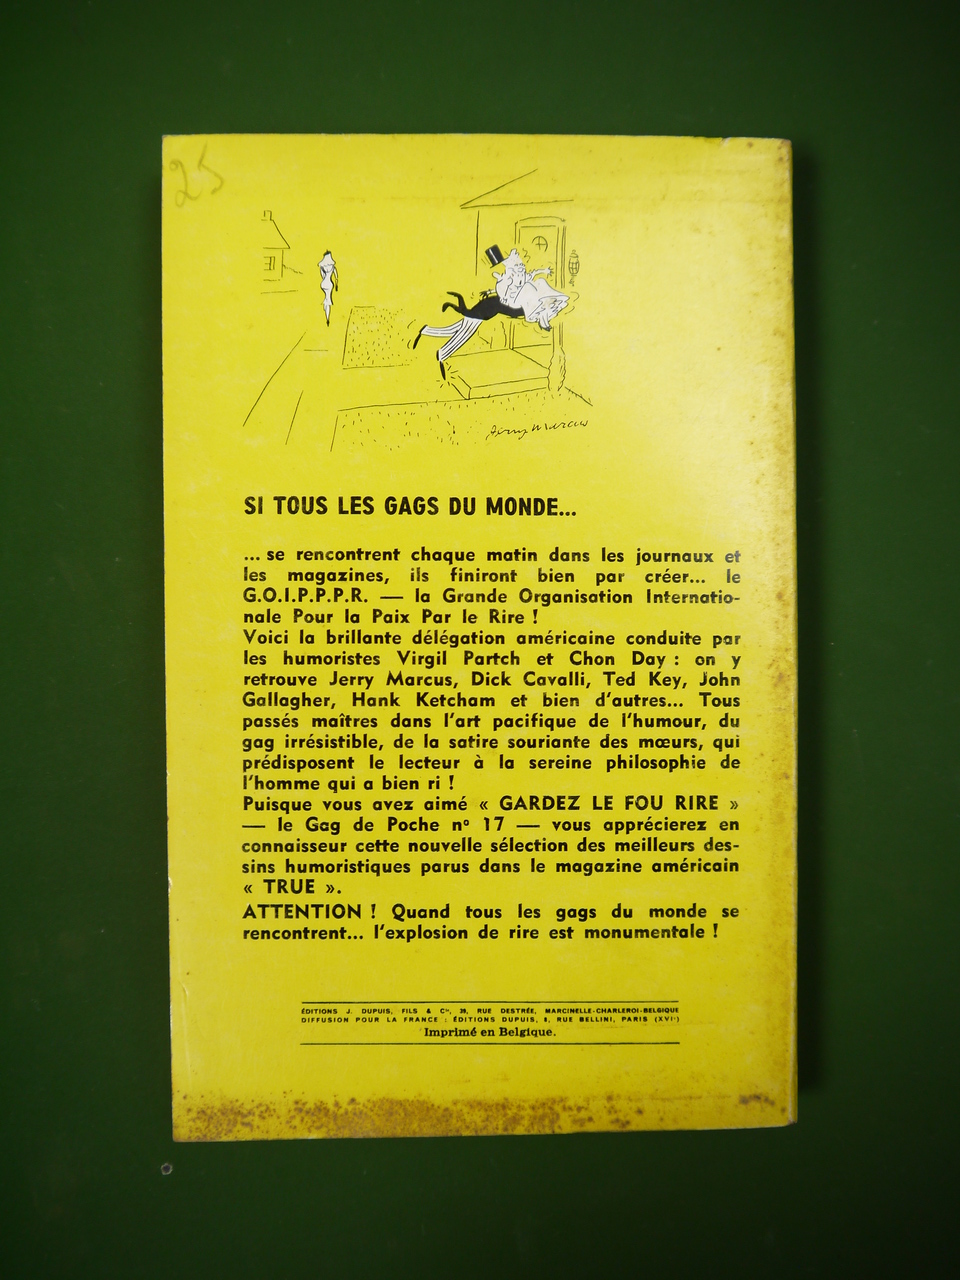 25
Jerry Marcus
SI TOUS LES GAGS DU MONDE...
... se rencontrent chaque matin dans les journaux et
les magazines, ils finiront bien par créer... le
G.O.I.P.P.P.R. — la Grande Organisation Internatio-
nale Pour la Paix Par le Rire !
Voici la brillante délégation américaine conduite par
les humoristes Virgil Partch et Chon Day : on y
retrouve Jerry Marcus, Dick Cavalli, Ted Key, John
Gallagher, Hank Ketcham et bien d'autres... Tous
passés maîtres dans l'art pacifique de l'humour, du
gag irrésistible, de la satire souriante des mœurs, qui
prédisposent le lecteur à la sereine philosophie de
l'homme qui a bien ri !
Puisque vous avez aimé « GARDEZ LE FOU RIRE »
— le Gag de Poche nº 17 — vous apprécierez en
connaisseur cette nouvelle sélection des meilleurs des-
sins humoristiques parus dans le magazine américain
« TRUE ».
ATTENTION ! Quand tous les gags du monde se
rencontrent... l'explosion de rire est monumentale !
ÉDITIONS J. DUPUIS, FILS & Cie, 39, RUE DESTRÉE, MARCINELLE-CHARLEROI-BELGIQUE
DIFFUSION POUR LA FRANCE : ÉDITIONS DUPUIS, 8, RUE BELLINI, PARIS (XVIe)
Imprimé en Belgique.